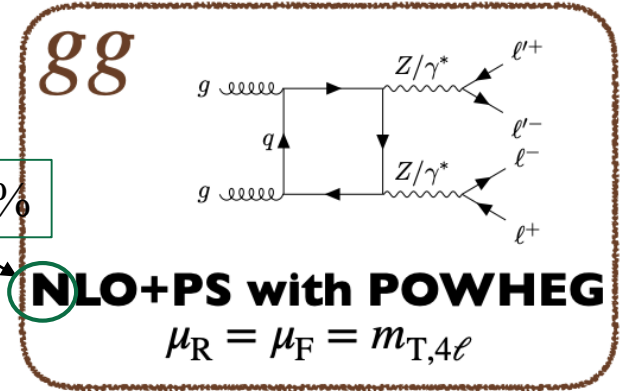 gg
g
q
g
Z/γ*
Z/γ*
ℓ′+
ℓ′−
ℓ−
ℓ+
%
NLO+PS with POWHEG
μR = μF = mT,4ℓ